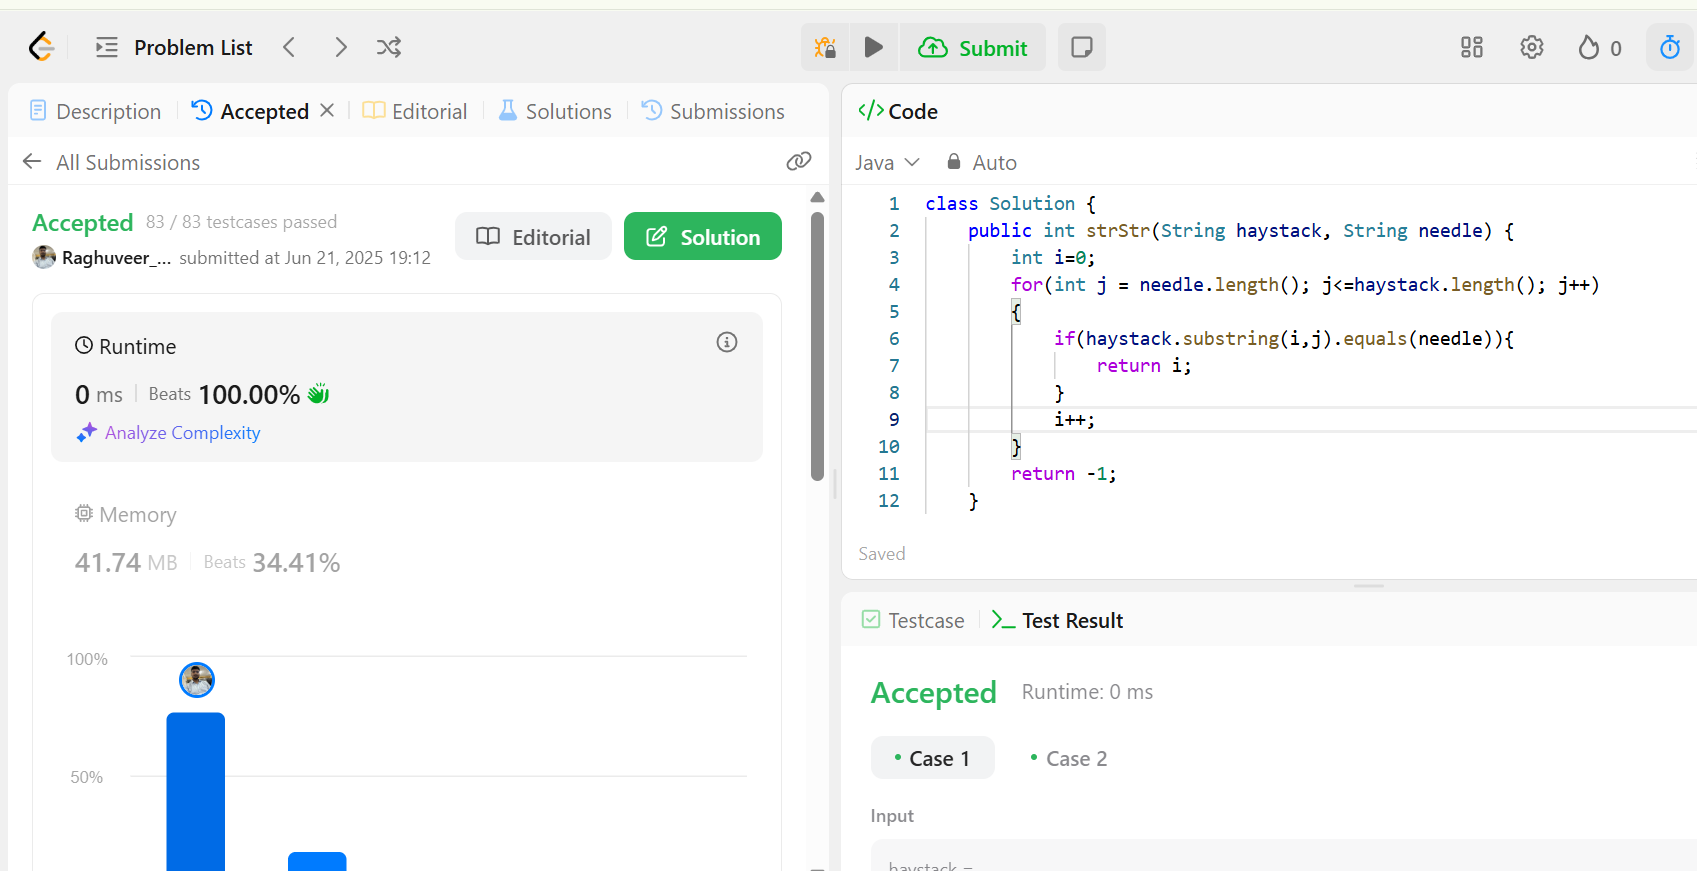 Problem List
Submit
0
Description
Accepted
Editorial
Solutions
Submissions
All Submissions
Accepted 83 / 83 testcases passed
Raghuveer_... submitted at Jun 21, 2025 19:12
Editorial
Solution
Runtime
0 ms Beats 100.00%
Analyze Complexity
Memory
41.74 MB Beats 34.41%
100%
50%
</> Code
Java Auto
1 class Solution {
2 public int strStr(String haystack, String needle) {
3 int i=0;
4 for(int j = needle.length(); j<=haystack.length(); j++)
5 {
6 if(haystack.substring(i,j).equals(needle)){
7 return i;
8 }
9 i++;
10 }
11 return -1;
12 }
Saved
Testcase
Test Result
Accepted Runtime: 0 ms
Case 1
Case 2
Input
haystack =